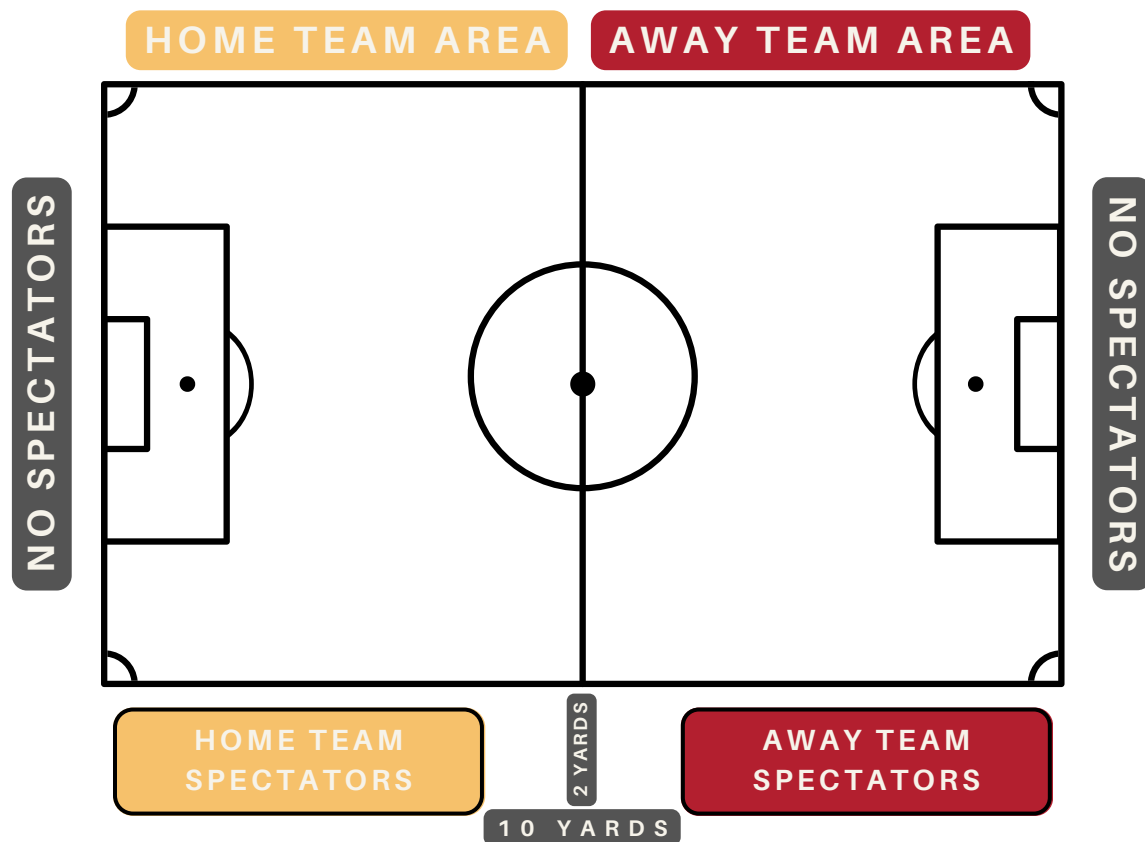 HOME TEAM AREA
AWAY TEAM AREA
NO SPECTATORS
NO SPECTATORS
HOME TEAM
SPECTATORS
2 YARDS
AWAY TEAM
SPECTATORS
10 YARDS